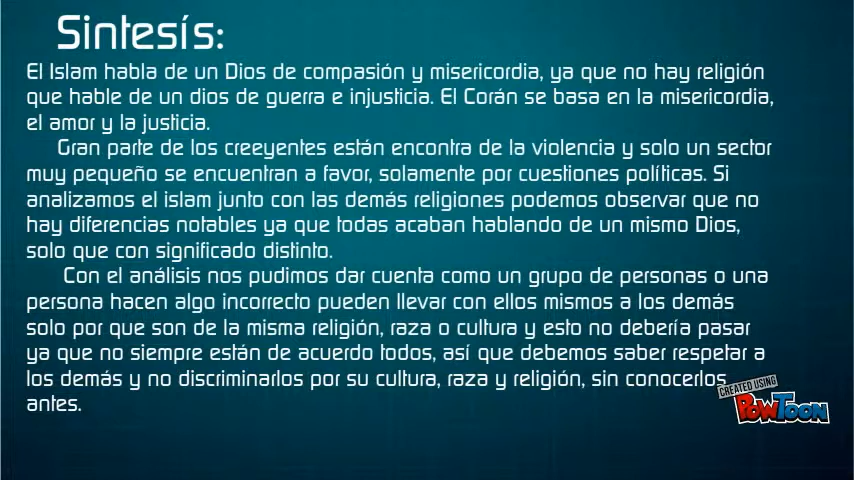 Sintesís:
El Islam habla de un Dios de compasión y misericordia, ya que no hay religión
que hable de un dios de guerra e injusticia. El Corán se basa en la misericordia,
el amor y la justicia.
Gran parte de los creeyentes están encontra de la violencia y solo un sector
muy pequeño se encuentran a favor, solamente por cuestiones políticas. Si
analizamos el islam junto con las demás religiones podemos observar que no
hay diferencias notables ya que todas acaban hablando de un mismo Dios,
solo que con significado distinto.
Con el análisis nos pudimos dar cuenta como un grupo de personas o una
persona hacen algo incorrecto pueden llevar con ellos mismos a los demás
solo por que son de la misma religión, raza o cultura y esto no debería pasar
ya que no siempre están de acuerdo todos, así que debemos saber respetar a
los demás y no discriminarlos por su cultura, raza y religión, sin conocerlos
antes.
CREATED USING
POWTOON